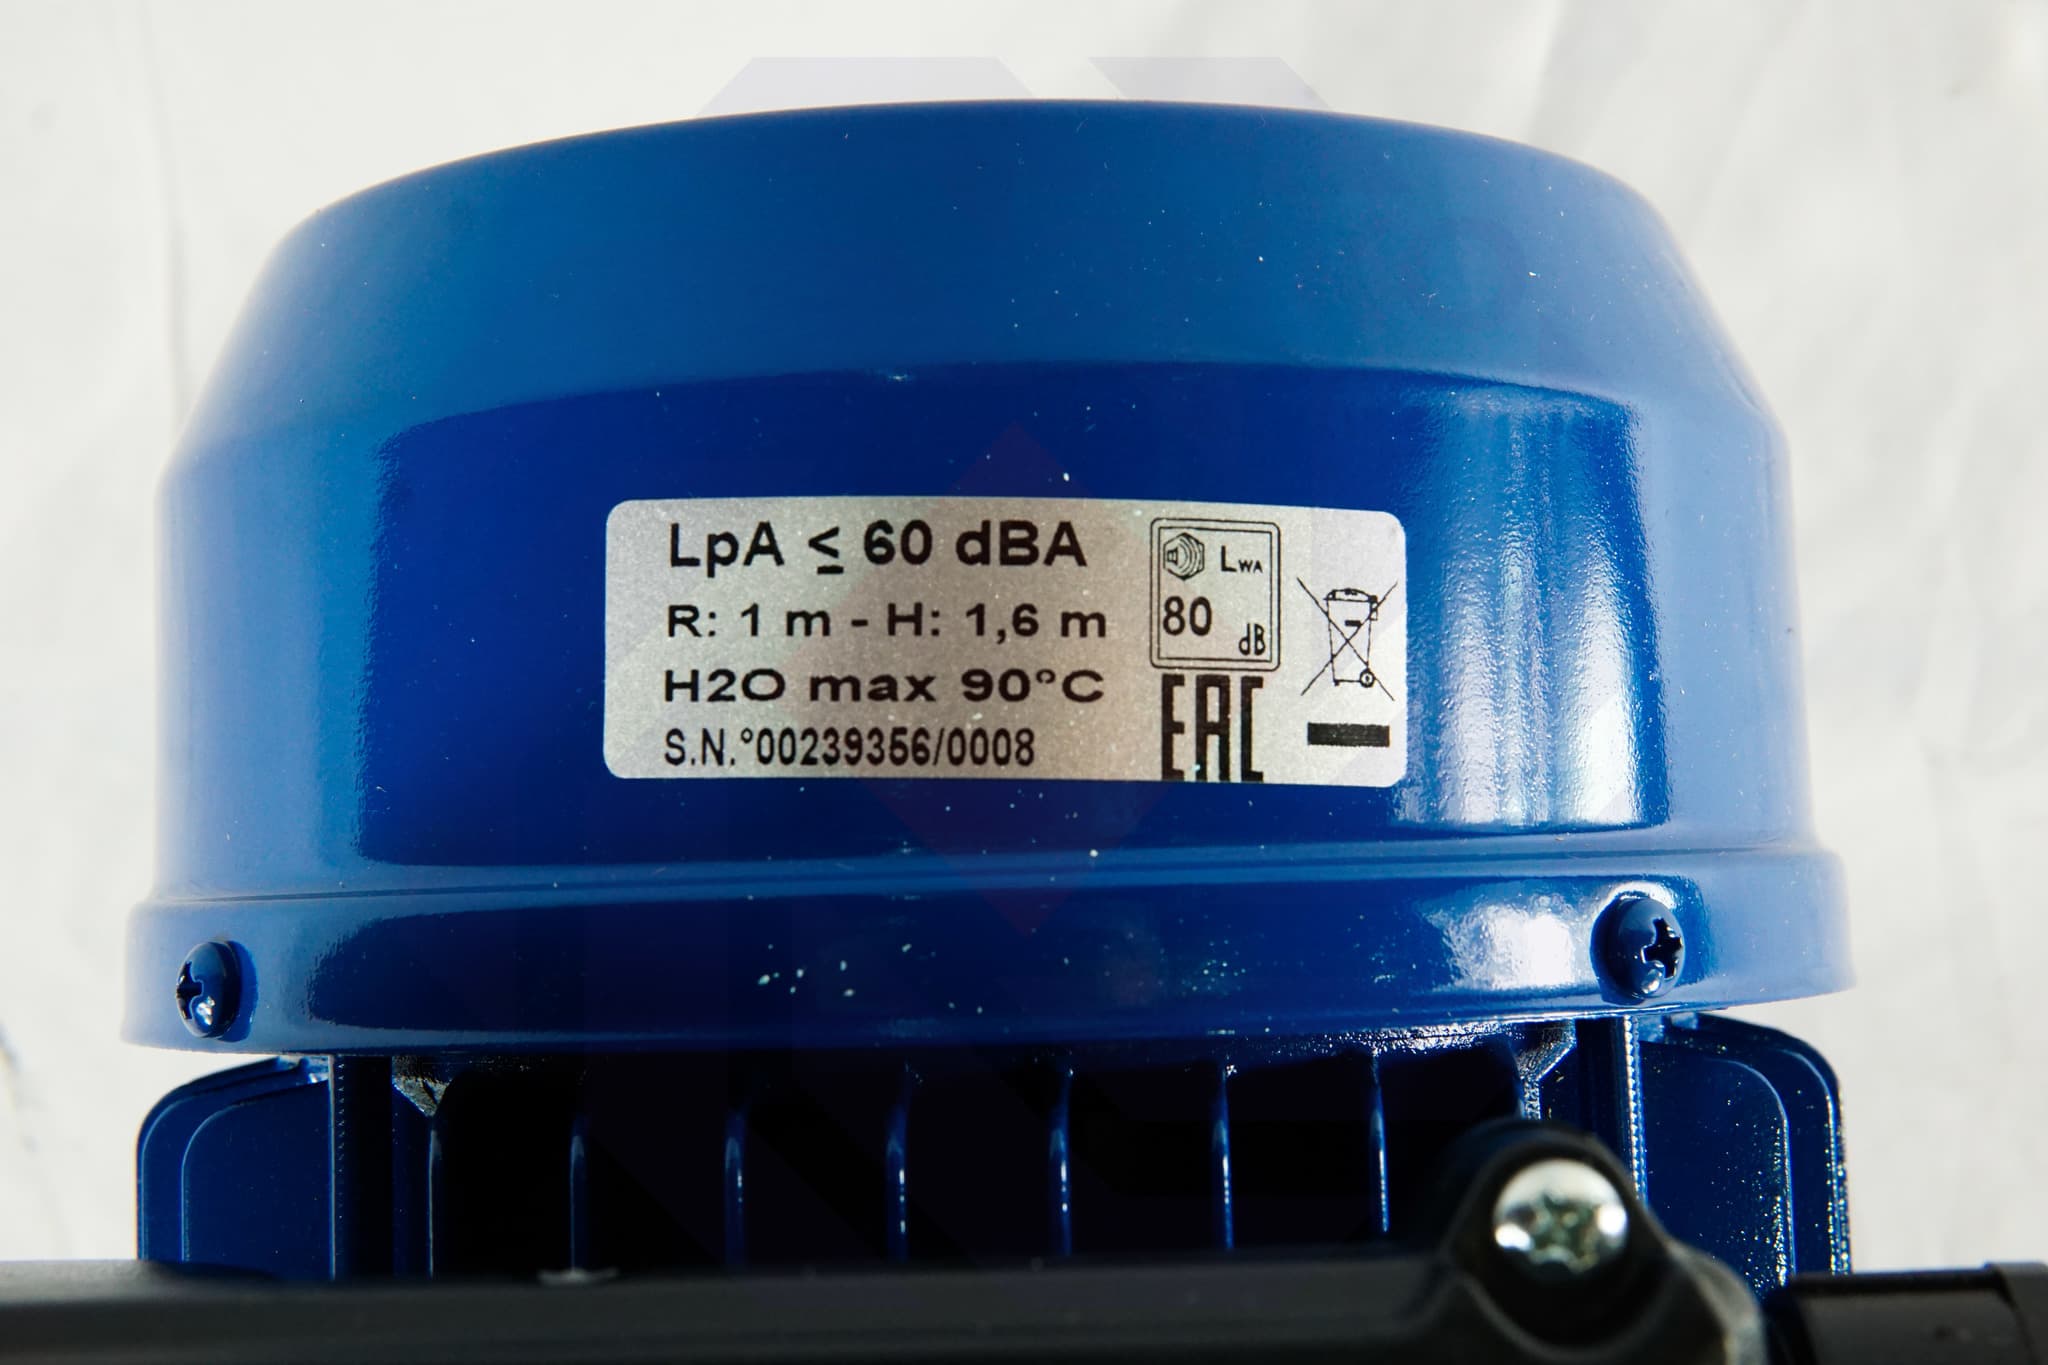 LpA ≤ 60 dBA
R: 1 m - H: 1,6 m
H2O max 90°C
S.N.°00239356/0008
LWA
80
dB
EAC